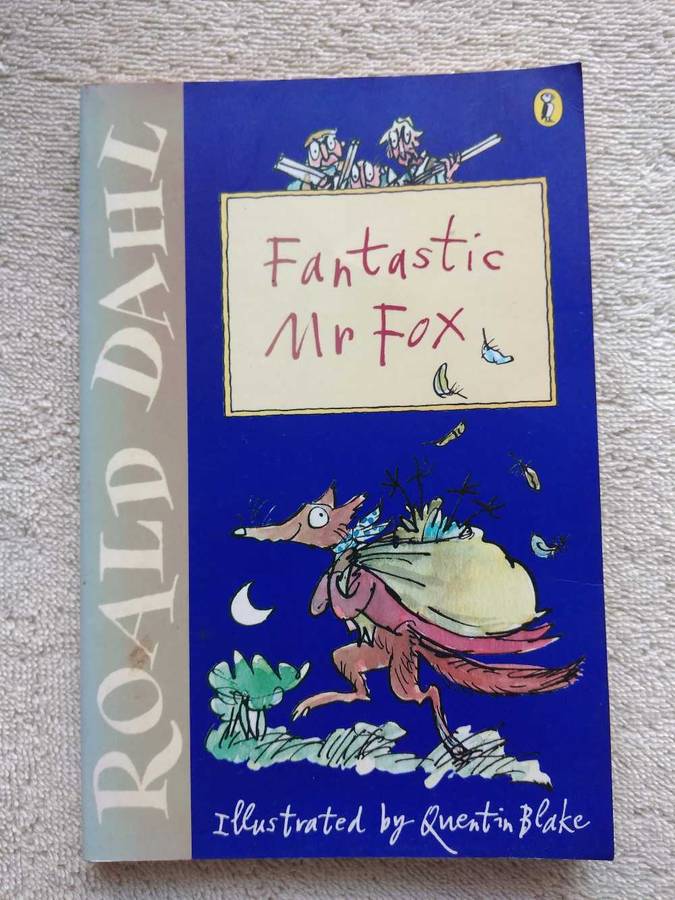 ROALD DAHL
Fantastic
Mr Fox
Illustrated by Quentin Blake